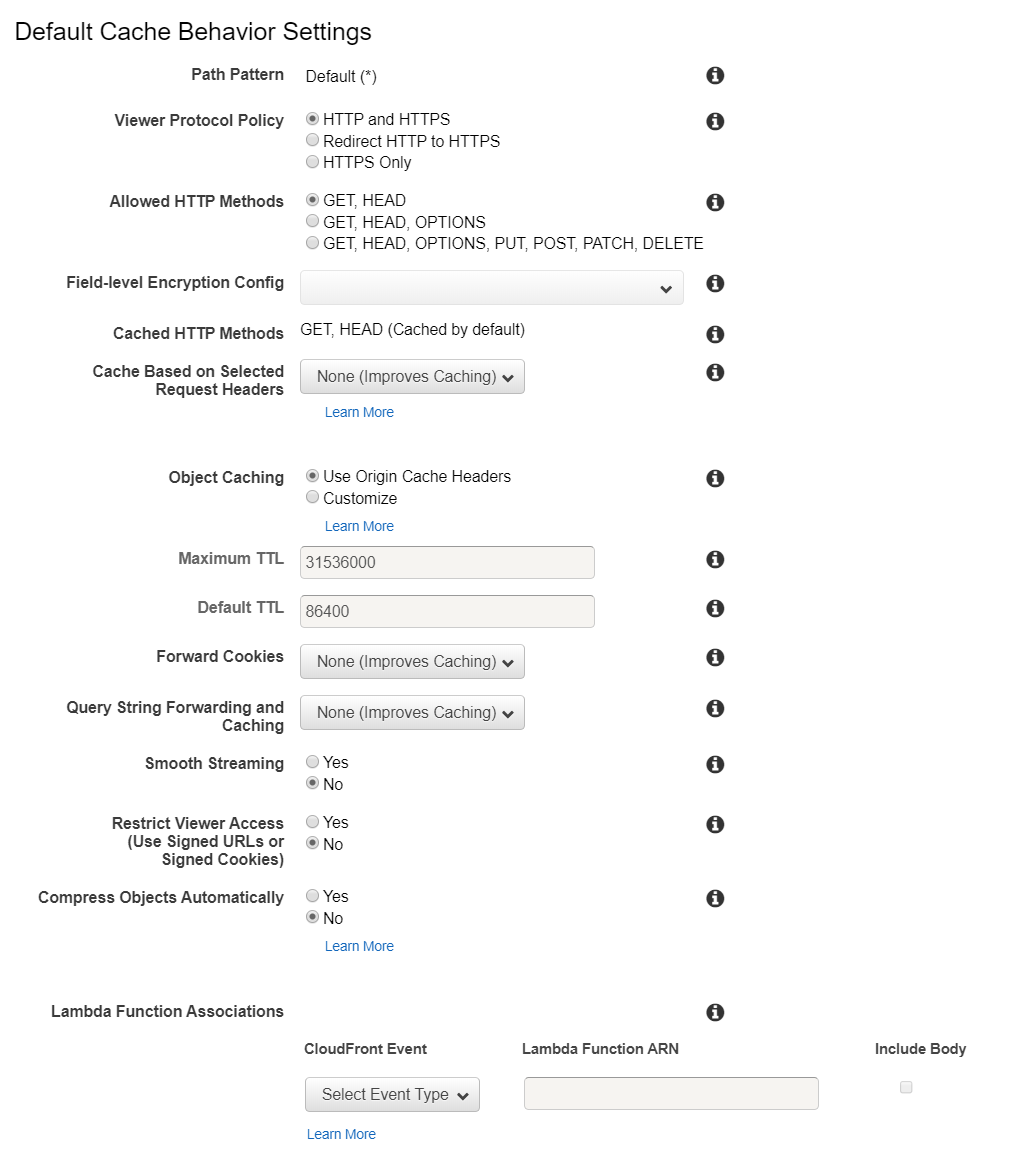 Default Cache Behavior Settings
Path Pattern Default (*)
Viewer Protocol Policy HTTP and HTTPS
Redirect HTTP to HTTPS
HTTPS Only
Allowed HTTP Methods GET, HEAD
GET, HEAD, OPTIONS
GET, HEAD, OPTIONS, PUT, POST, PATCH, DELETE
Field-level Encryption Config
Cached HTTP Methods GET, HEAD (Cached by default)
Cache Based on Selected None (Improves Caching)
Request Headers
Learn More
Object Caching Use Origin Cache Headers
Customize
Learn More
Maximum TTL 31536000
Default TTL 86400
Forward Cookies None (Improves Caching)
Query String Forwarding and None (Improves Caching)
Caching
Smooth Streaming Yes
No
Restrict Viewer Access Yes
(Use Signed URLs or No
Signed Cookies)
Compress Objects Automatically Yes
No
Learn More
Lambda Function Associations
CloudFront Event Lambda Function ARN Include Body
Select Event Type
Learn More